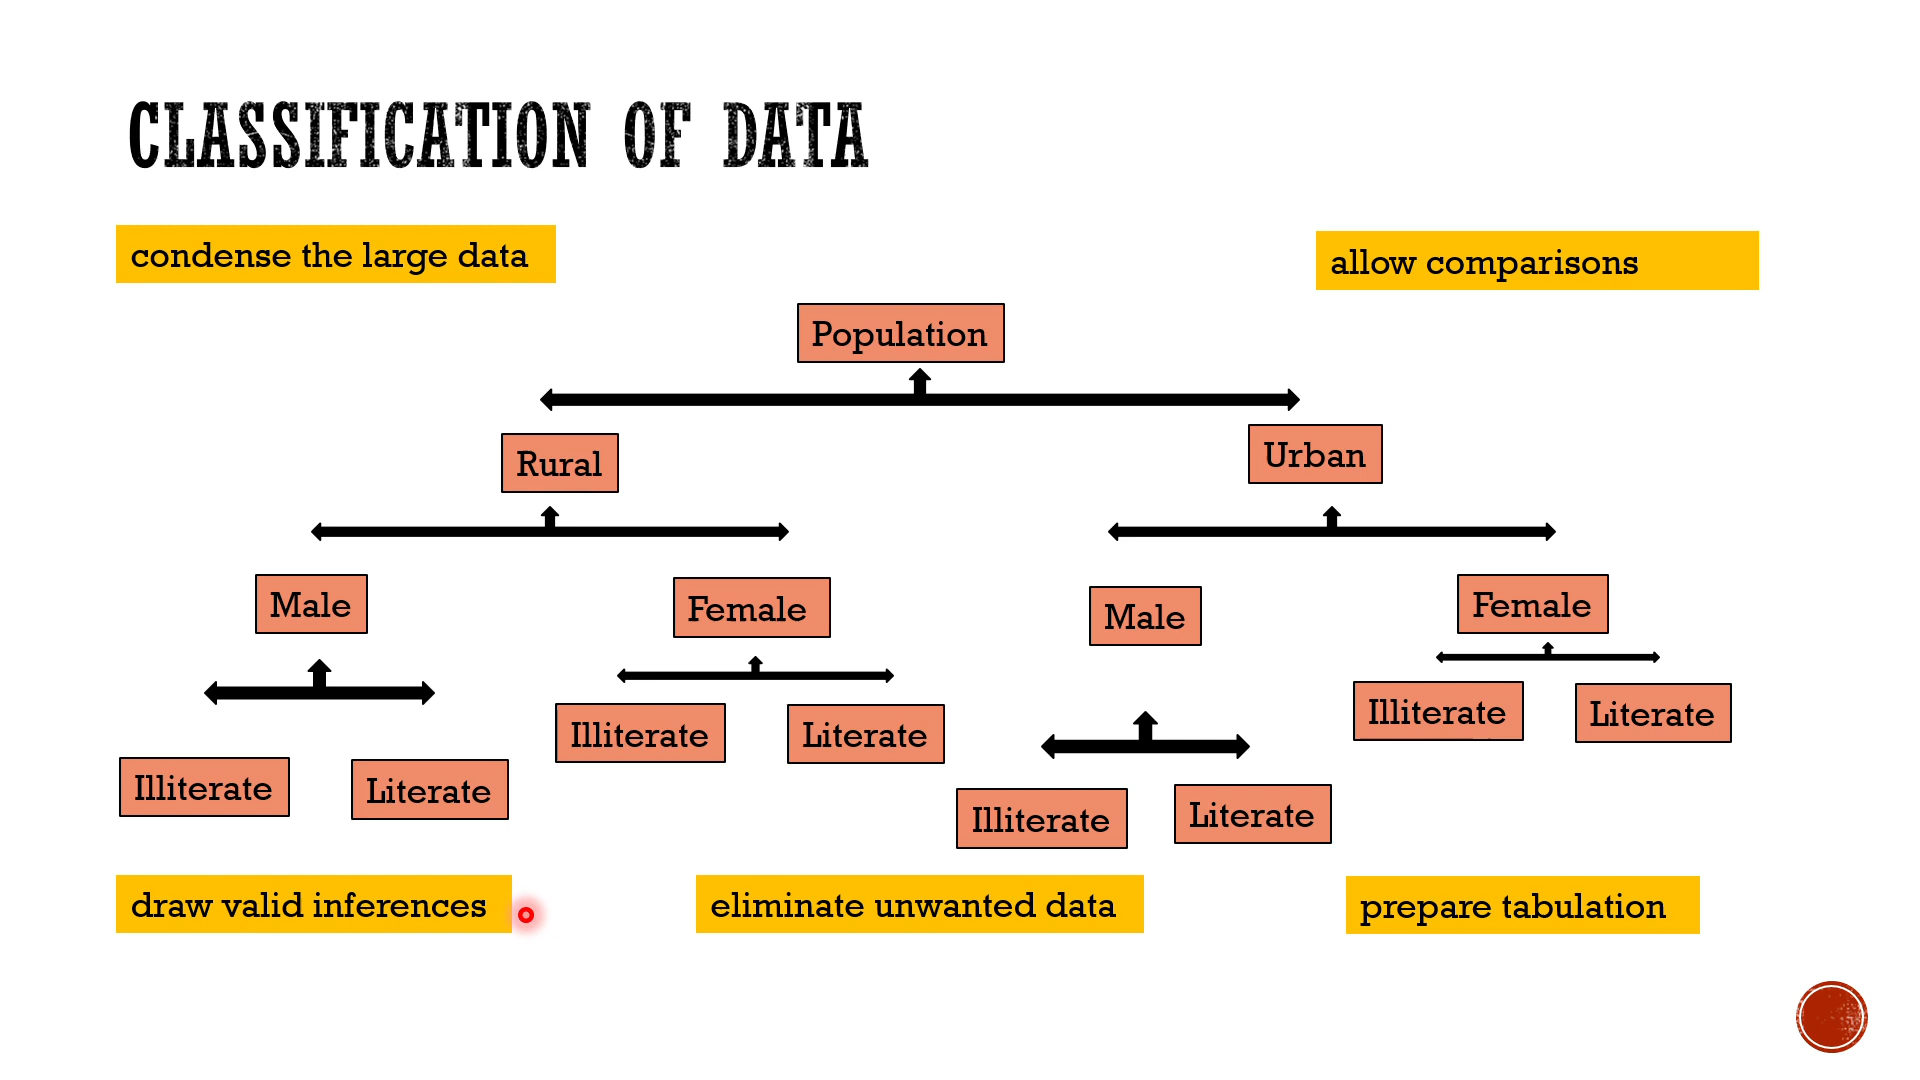 CLASSIFICATION OF DATA
condense the large data
allow comparisons
Population
Rural
Urban
Male
Female
Male
Female
Illiterate
Literate
Illiterate
Literate
Illiterate
Literate
Illiterate
Literate
draw valid inferences
eliminate unwanted data
prepare tabulation